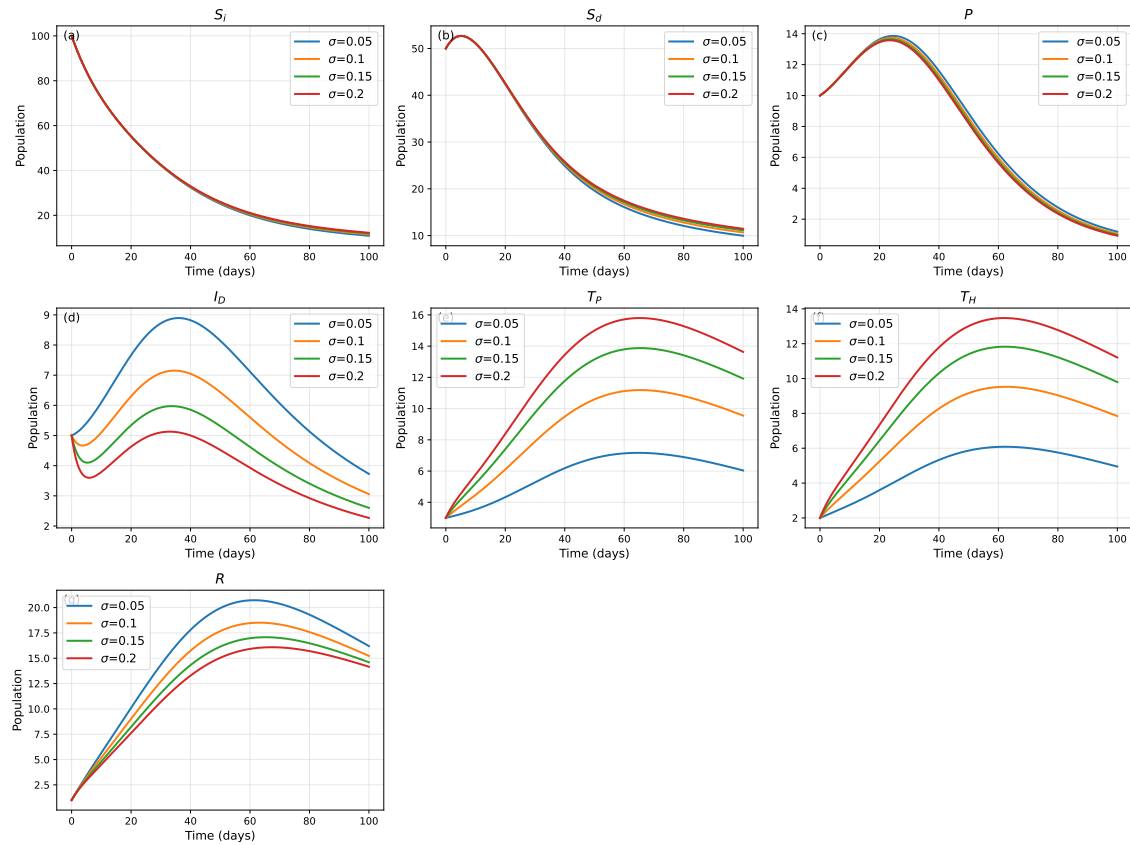 S_i
(a)
σ=0.05
σ=0.1
σ=0.15
σ=0.2
100
80
60
40
20
Population
0 20 40 60 80 100
Time (days)
S_d
(b)
σ=0.05
σ=0.1
σ=0.15
σ=0.2
50
40
30
20
10
Population
0 20 40 60 80 100
Time (days)
P
(c)
σ=0.05
σ=0.1
σ=0.15
σ=0.2
14
12
10
8
6
4
2
Population
0 20 40 60 80 100
Time (days)
I_D
(d)
σ=0.05
σ=0.1
σ=0.15
σ=0.2
9
8
7
6
5
4
3
2
Population
0 20 40 60 80 100
Time (days)
T_P
(e)
σ=0.05
σ=0.1
σ=0.15
σ=0.2
16
14
12
10
8
6
4
Population
0 20 40 60 80 100
Time (days)
T_H
(f)
σ=0.05
σ=0.1
σ=0.15
σ=0.2
14
12
10
8
6
4
2
Population
0 20 40 60 80 100
Time (days)
R
σ=0.05
σ=0.1
σ=0.15
σ=0.2
20.0
17.5
15.0
12.5
10.0
7.5
5.0
2.5
Population
0 20 40 60 80 100
Time (days)